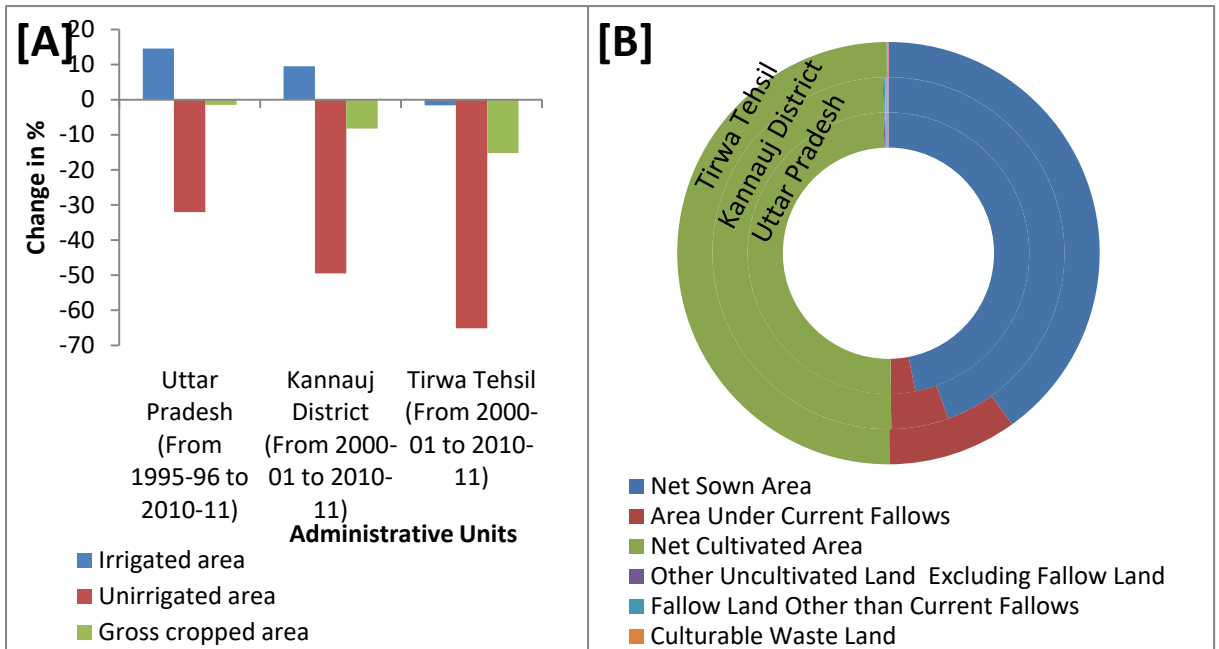 [A]
20
10
0
-10
-20
-30
-40
-50
-60
-70
Change in %
Uttar
Pradesh
(From
1995-96 to
2010-11)
Kannauj
District
(From 2000-
01 to 2010-
11)
Tirwa Tehsil
(From 2000-
01 to 2010-
11)
Administrative Units
Irrigated area
Unirrigated area
Gross cropped area
[B]
Tirwa Tehsil
Kannauj District
Uttar Pradesh
Net Sown Area
Area Under Current Fallows
Net Cultivated Area
Other Uncultivated Land Excluding Fallow Land
Fallow Land Other than Current Fallows
Culturable Waste Land